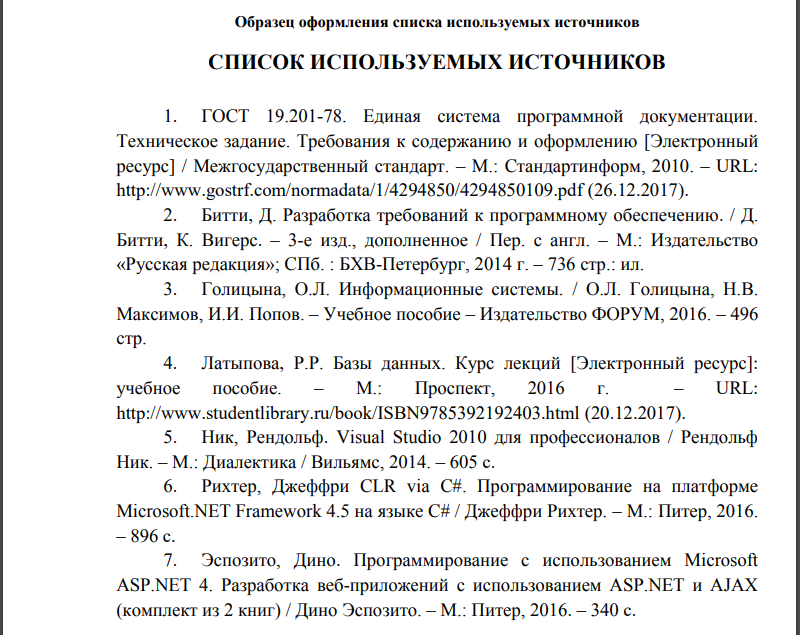 Образец оформления списка используемых источников
СПИСОК ИСПОЛЬЗУЕМЫХ ИСТОЧНИКОВ
1. ГОСТ 19.201-78. Единая система программной документации.
Техническое задание. Требования к содержанию и оформлению [Электронный
ресурс] / Межгосударственный стандарт. – М.: Стандартинформ, 2010. – URL:
http://www.gostrf.com/normadata/1/4294850/4294850109.pdf (26.12.2017).
2. Битти, Д. Разработка требований к программному обеспечению. / Д.
Битти, К. Вигерс. – 3-е изд., дополненное / Пер. с англ. – М.: Издательство
«Русская редакция»; СПб. : БХВ-Петербург, 2014 г. – 736 стр.: ил.
3. Голицына, О.Л. Информационные системы. / О.Л. Голицына, Н.В.
Максимов, И.И. Попов. – Учебное пособие – Издательство ФОРУМ, 2016. – 496
стр.
4. Латыпова, Р.Р. Базы данных. Курс лекций [Электронный ресурс]:
учебное пособие. – М.: Проспект, 2016 г. – URL:
http://www.studentlibrary.ru/book/ISBN9785392192403.html (20.12.2017).
5. Ник, Рендольф. Visual Studio 2010 для профессионалов / Рендольф
Ник. – М.: Диалектика / Вильямс, 2014. – 605 с.
6. Рихтер, Джеффри CLR via C#. Программирование на платформе
Microsoft.NET Framework 4.5 на языке C# / Джеффри Рихтер. – М.: Питер, 2016.
– 896 с.
7. Эспозито, Дино. Программирование с использованием Microsoft
ASP.NET 4. Разработка веб-приложений с использованием ASP.NET и AJAX
(комплект из 2 книг) / Дино Эспозито. – М.: Питер, 2016. – 340 с.